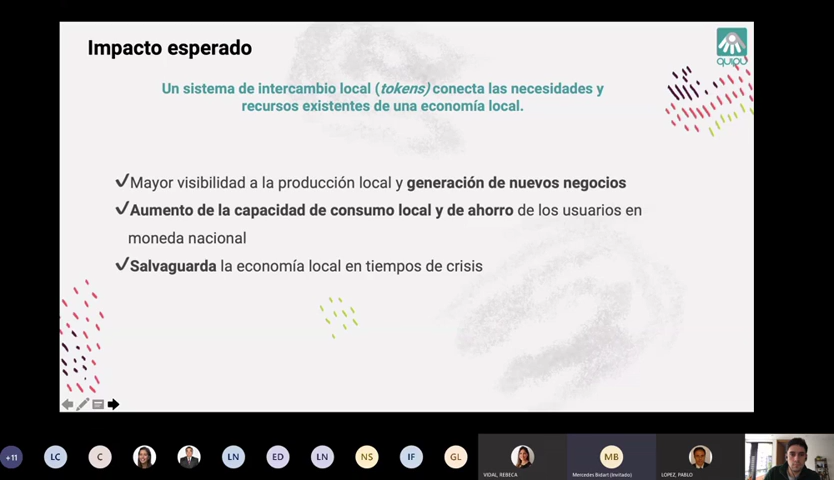 Impacto esperado
quipu
Un sistema de intercambio local (tokens) conecta las necesidades y
recursos existentes de una economía local.
✓Mayor visibilidad a la producción local y generación de nuevos negocios
✓Aumento de la capacidad de consumo local y de ahorro de los usuarios en
moneda nacional
✓Salvaguarda la economía local en tiempos de crisis
+11
LC
C
LN
ED
LN
NS
IF
GL
MB
VIDAL, REBECA
Mercedes Bidart (Invitado)
LOPEZ, PABLO